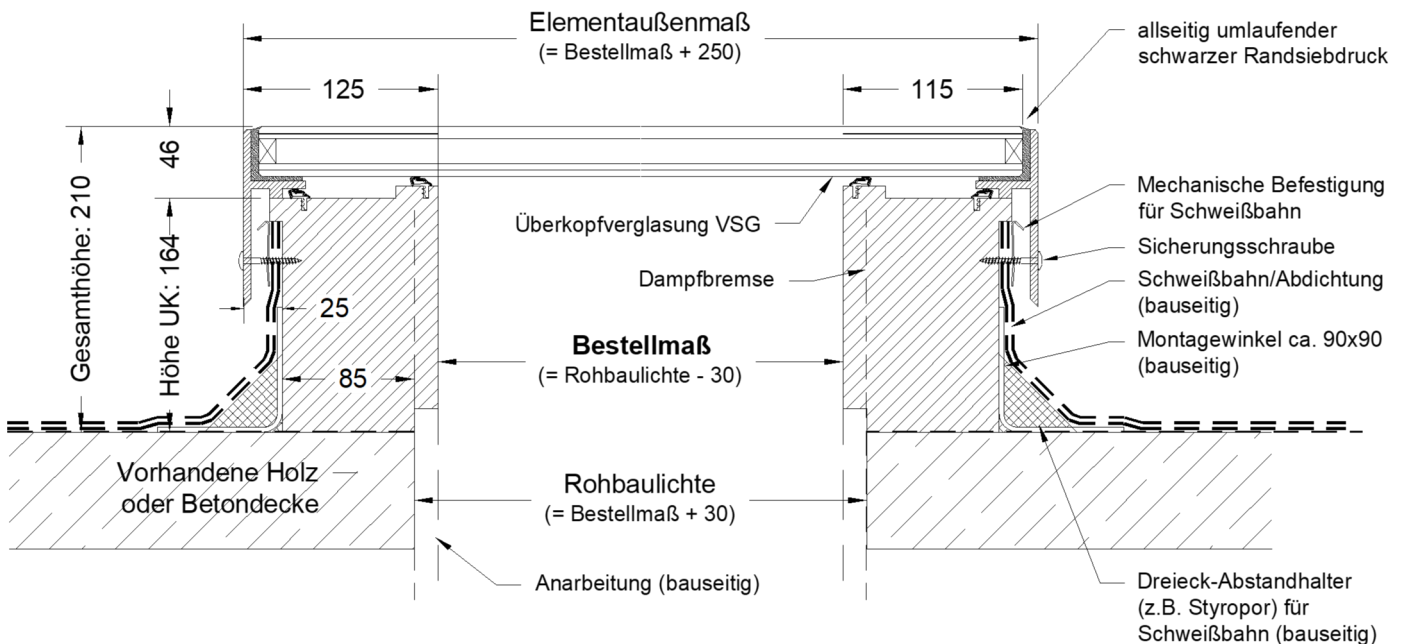 Elementaußenmaß
(= Bestellmaß + 250)
allseitig umlaufender
schwarzer Randsiebdruck
125
115
46
Gesamthöhe: 210
Höhe UK: 164
Mechanische Befestigung
für Schweißbahn
Überkopfverglasung VSG
Sicherungsschraube
Dampfbremse
Schweißbahn/Abdichtung
(bauseitig)
25
Bestellmaß
(= Rohbaulichte - 30)
Montagewinkel ca. 90x90
(bauseitig)
85
Vorhandene Holz
oder Betondecke
Rohbaulichte
(= Bestellmaß + 30)
Anarbeitung (bauseitig)
Dreieck-Abstandhalter
(z.B. Styropor) für
Schweißbahn (bauseitig)